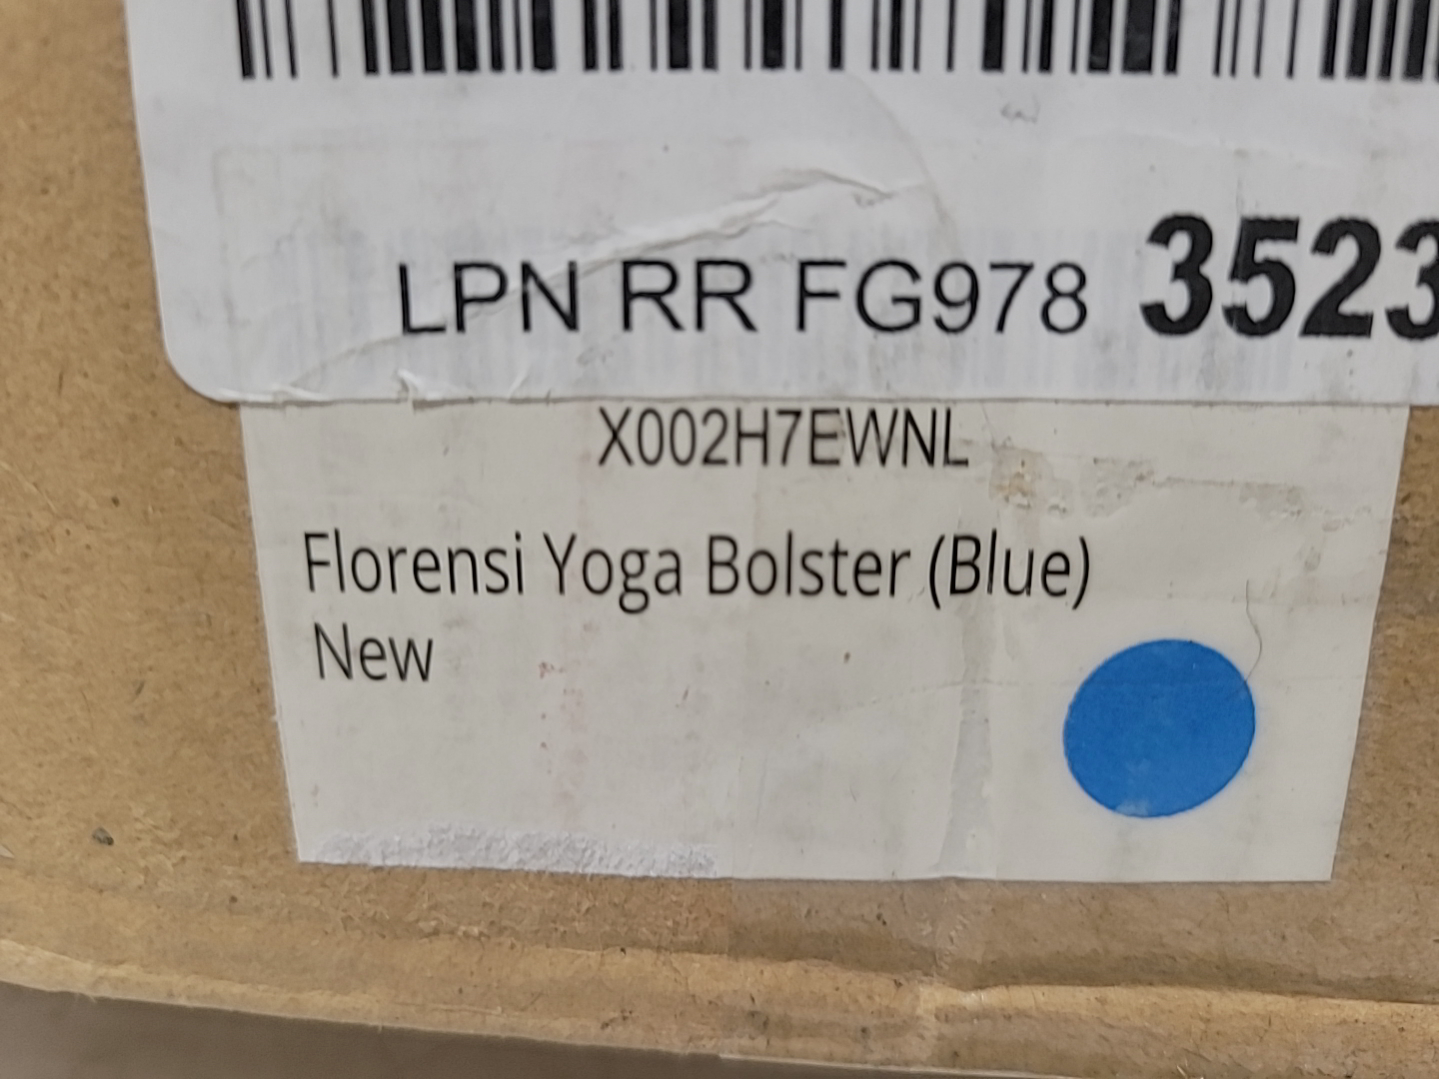 LPN RR FG978 3523
X002H7EWNL
Florensi Yoga Bolster (Blue)
New